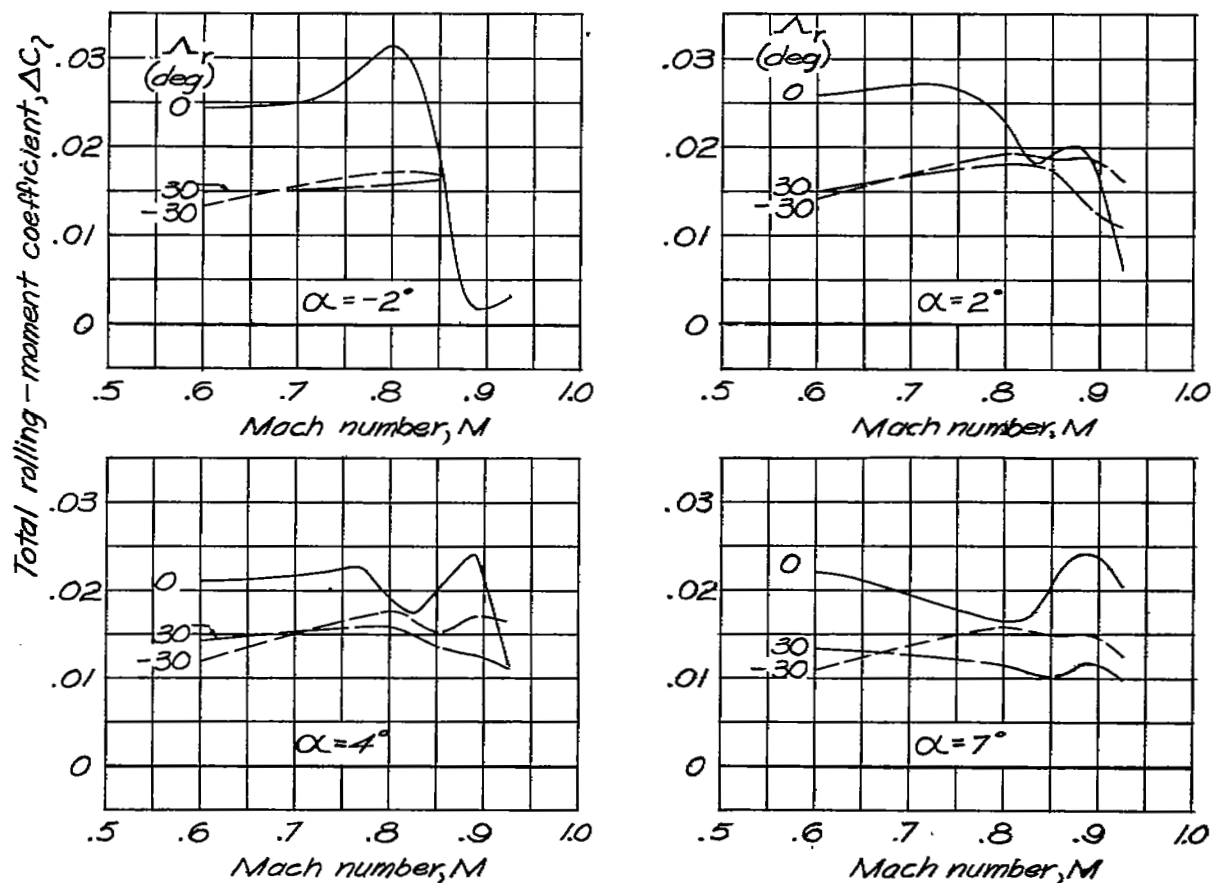 Total rolling-moment coefficient, ΔCl
Λr
(deg)
0
30
-30
α = -2°
.03
.02
.01
0
.5 .6 .7 .8 .9 1.0
Mach number, M
Λr
(deg)
0
30
-30
α = 2°
.03
.02
.01
0
.5 .6 .7 .8 .9 1.0
Mach number, M
0
30
-30
α = 4°
.03
.02
.01
0
.5 .6 .7 .8 .9 1.0
Mach number, M
0
30
-30
α = 7°
.03
.02
.01
0
.5 .6 .7 .8 .9 1.0
Mach number, M